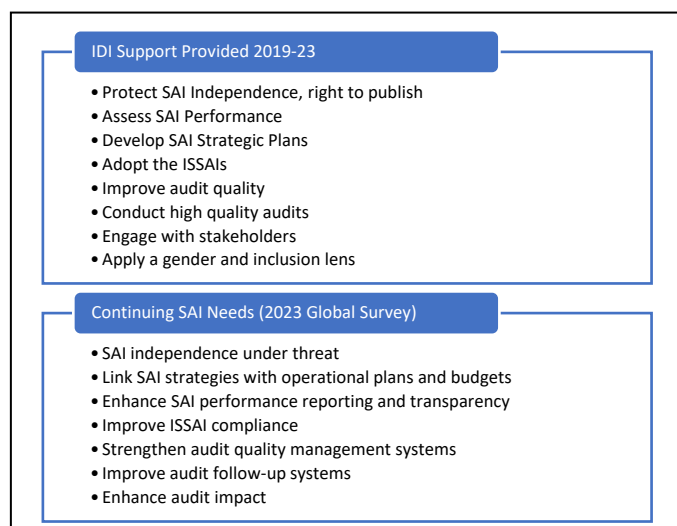 IDI Support Provided 2019-23
• Protect SAI Independence, right to publish
• Assess SAI Performance
• Develop SAI Strategic Plans
• Adopt the ISSAIs
• Improve audit quality
• Conduct high quality audits
• Engage with stakeholders
• Apply a gender and inclusion lens
Continuing SAI Needs (2023 Global Survey)
• SAI independence under threat
• Link SAI strategies with operational plans and budgets
• Enhance SAI performance reporting and transparency
• Improve ISSAI compliance
• Strengthen audit quality management systems
• Improve audit follow-up systems
• Enhance audit impact